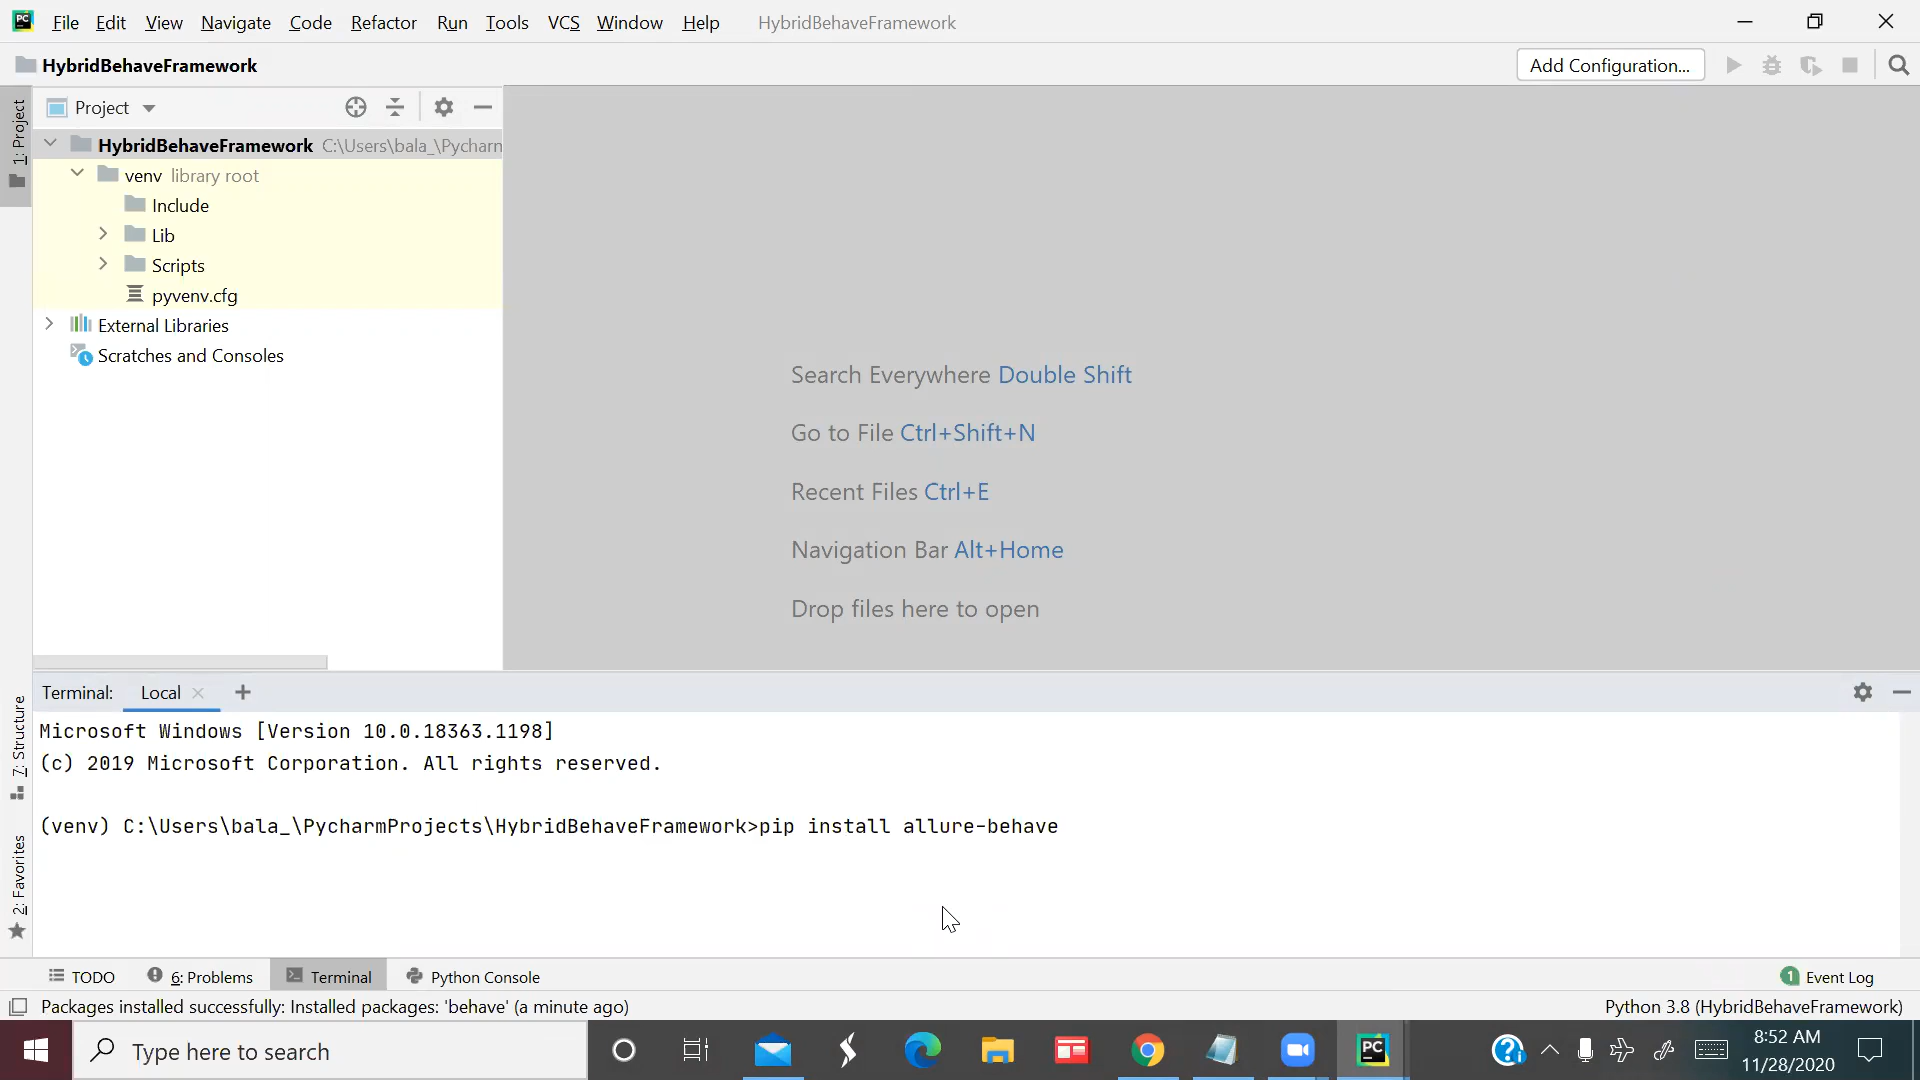 PC File Edit View Navigate Code Refactor Run Tools VCS Window Help HybridBehaveFramework
HybridBehaveFramework Add Configuration...
1: Project
Project
HybridBehaveFramework C:\Users\bala_\Pycharm
venv library root
Include
Lib
Scripts
pyvenv.cfg
External Libraries
Scratches and Consoles
Search Everywhere Double Shift
Go to File Ctrl+Shift+N
Recent Files Ctrl+E
Navigation Bar Alt+Home
Drop files here to open
7: Structure
2: Favorites
Terminal: Local
Microsoft Windows [Version 10.0.18363.1198]
(c) 2019 Microsoft Corporation. All rights reserved.
(venv) C:\Users\bala_\PycharmProjects\HybridBehaveFramework>pip install allure-behave
TODO 6: Problems Terminal Python Console 1 Event Log
Packages installed successfully: Installed packages: 'behave' (a minute ago) Python 3.8 (HybridBehaveFramework)
Type here to search PC 8:52 AM
11/28/2020